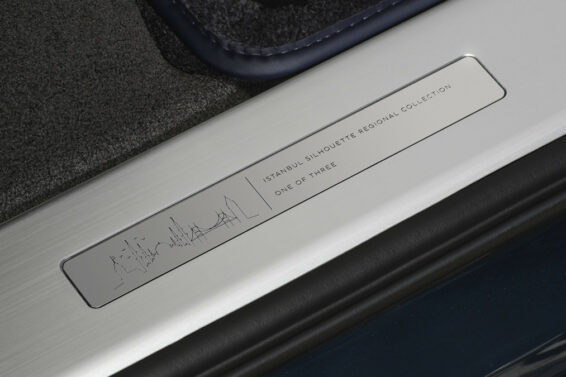 ISTANBUL SILHOUETTE REGIONAL COLLECTION
ONE OF THREE